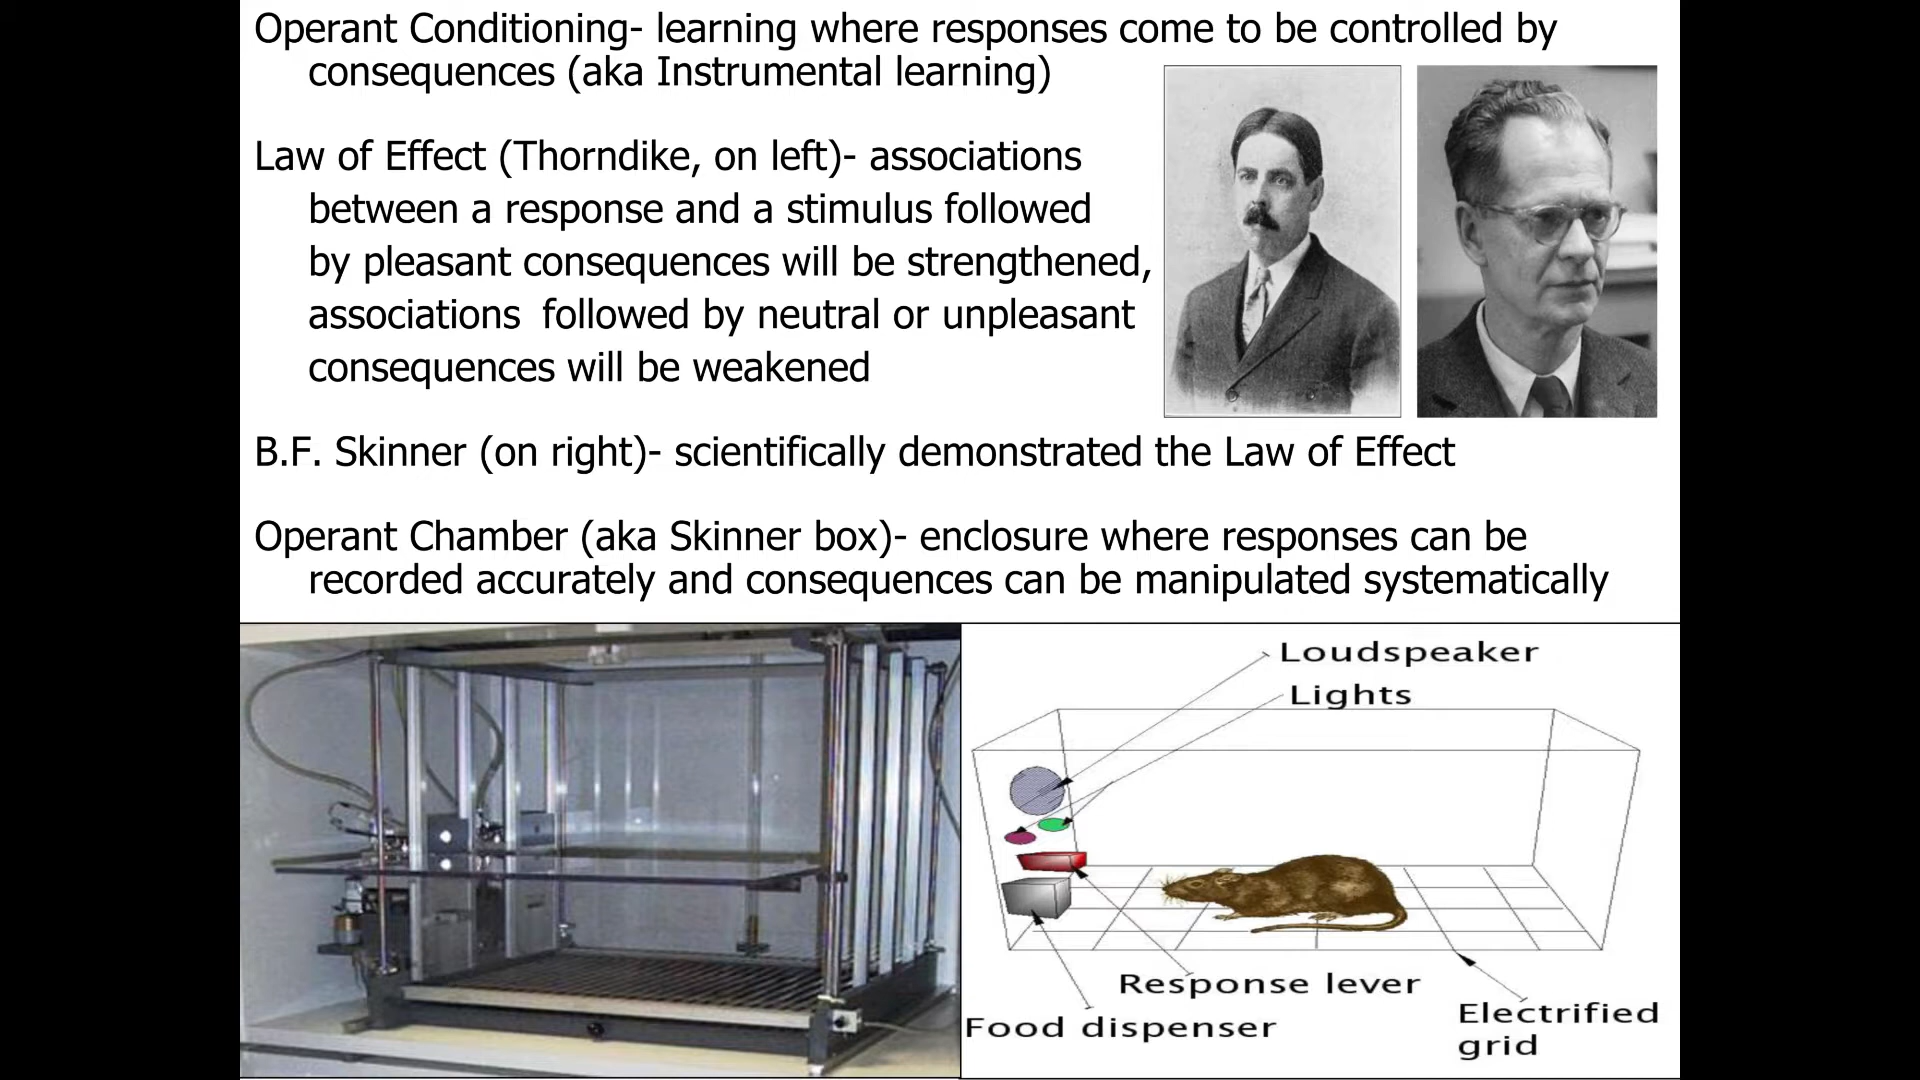 Operant Conditioning- learning where responses come to be controlled by
consequences (aka Instrumental learning)
Law of Effect (Thorndike, on left)- associations
between a response and a stimulus followed
by pleasant consequences will be strengthened,
associations followed by neutral or unpleasant
consequences will be weakened
B.F. Skinner (on right)- scientifically demonstrated the Law of Effect
Operant Chamber (aka Skinner box)- enclosure where responses can be
recorded accurately and consequences can be manipulated systematically
Loudspeaker
Lights
Response lever
Food dispenser
Electrified
grid